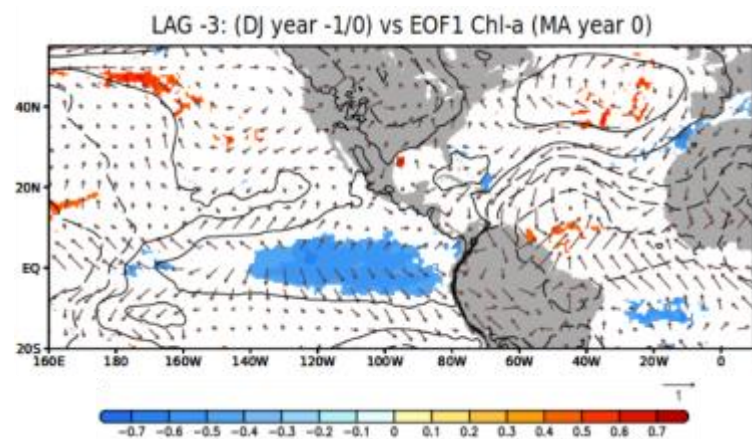 LAG -3: (DJ year -1/0) vs EOF1 Chl-a (MA year 0)
40N
20N
EQ
20S
160E 180 160W 140W 120W 100W 80W 60W 40W 20W 0
1
-0.7 -0.6 -0.5 -0.4 -0.3 -0.2 -0.1 0 0.1 0.2 0.3 0.4 0.5 0.6 0.7